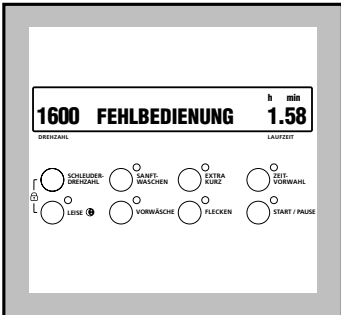 h min
1600 FEHLBEDIENUNG 1.58
DREHZAHL LAUFZEIT
SCHLEUDER-
DREHZAHL
SANFT-
WASCHEN
EXTRA
KURZ
ZEIT-
VORWAHL
LEISE
VORWÄSCHE
FLECKEN
START / PAUSE